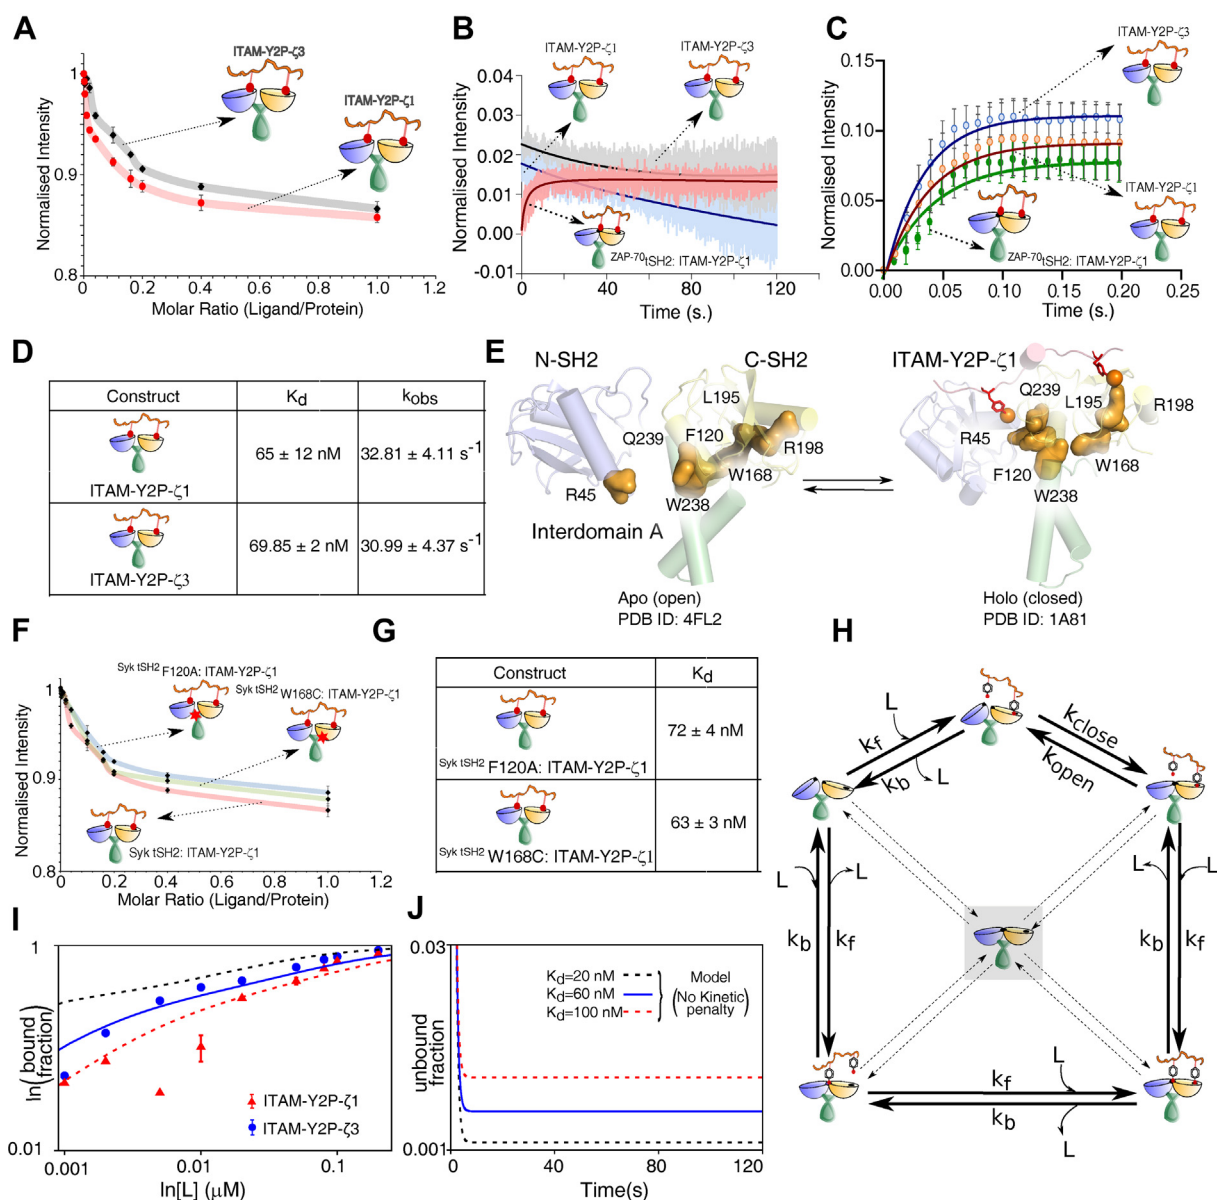 A
ITAM-Y2P-ζ3
ITAM-Y2P-ζ1
Normalised Intensity
1
0.9
0.8
0 0.2 0.4 0.6 0.8 1.0 1.2
Molar Ratio (Ligand/Protein)
B
ITAM-Y2P-ζ1
ITAM-Y2P-ζ3
Normalised Intensity
0.04
0.03
0.02
0.01
0.00
-0.01
ZAP-70tSH2: ITAM-Y2P-ζ1
0 40 80 120
Time (s.)
C
ITAM-Y2P-ζ3
ITAM-Y2P-ζ1
Normalised Intensity
0.15
0.10
0.05
0.00
ZAP-70tSH2: ITAM-Y2P-ζ1
0.00 0.05 0.10 0.15 0.20 0.25
Time (s.)
D
Construct Kd kobs
ITAM-Y2P-ζ1 65 ± 12 nM 32.81 ± 4.11 s-1
ITAM-Y2P-ζ3 69.85 ± 2 nM 30.99 ± 4.37 s-1
E
N-SH2
C-SH2
L195
Q239
F120
R198
W168
R45
W238
Interdomain A
Apo (open)
PDB ID: 4FL2
ITAM-Y2P-ζ1
Q239
L195
R198
R45
F120
W168
W238
Holo (closed)
PDB ID: 1A81
F
Syk tSH2 F120A: ITAM-Y2P-ζ1
Syk tSH2 W168C: ITAM-Y2P-ζ1
Normalised Intensity
1
0.9
0.8
Syk tSH2: ITAM-Y2P-ζ1
0 0.2 0.4 0.6 0.8 1.0 1.2
Molar Ratio (Ligand/Protein)
G
Construct Kd
Syk tSH2 F120A: ITAM-Y2P-ζ1 72 ± 4 nM
Syk tSH2 W168C: ITAM-Y2P-ζ1 63 ± 3 nM
H
L
kf
kb
L
kclose
kopen
L L
kb kf
L L
kb kf
kf L
kb
L
I
ln(bound fraction)
1
0.01
ITAM-Y2P-ζ1
ITAM-Y2P-ζ3
0.001 0.01 0.1
ln[L] (μM)
J
unbound fraction
0.03
0.001
Kd=20 nM
Kd=60 nM
Kd=100 nM
Model
(No Kinetic penalty)
0 60 120
Time(s)